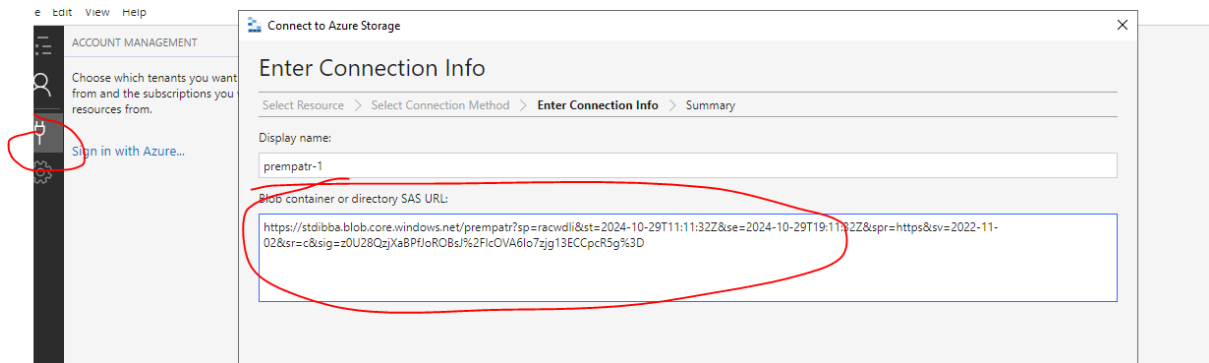 Edit View Help
Connect to Azure Storage
ACCOUNT MANAGEMENT
Choose which tenants you want
from and the subscriptions you
resources from.
Sign in with Azure...
Enter Connection Info
Select Resource > Select Connection Method > Enter Connection Info > Summary
Display name:
prempatr-1
Blob container or directory SAS URL:
https://stdibba.blob.core.windows.net/prempatr?sp=racwdli&st=2024-10-29T11:11:32Z&se=2024-10-29T19:11:32Z&spr=https&sv=2022-11-
02&sr=c&sig=z0U28QzjXaBPfJoROBsJ%2FIcOVA6Io7zjg13ECCpcR5g%3D